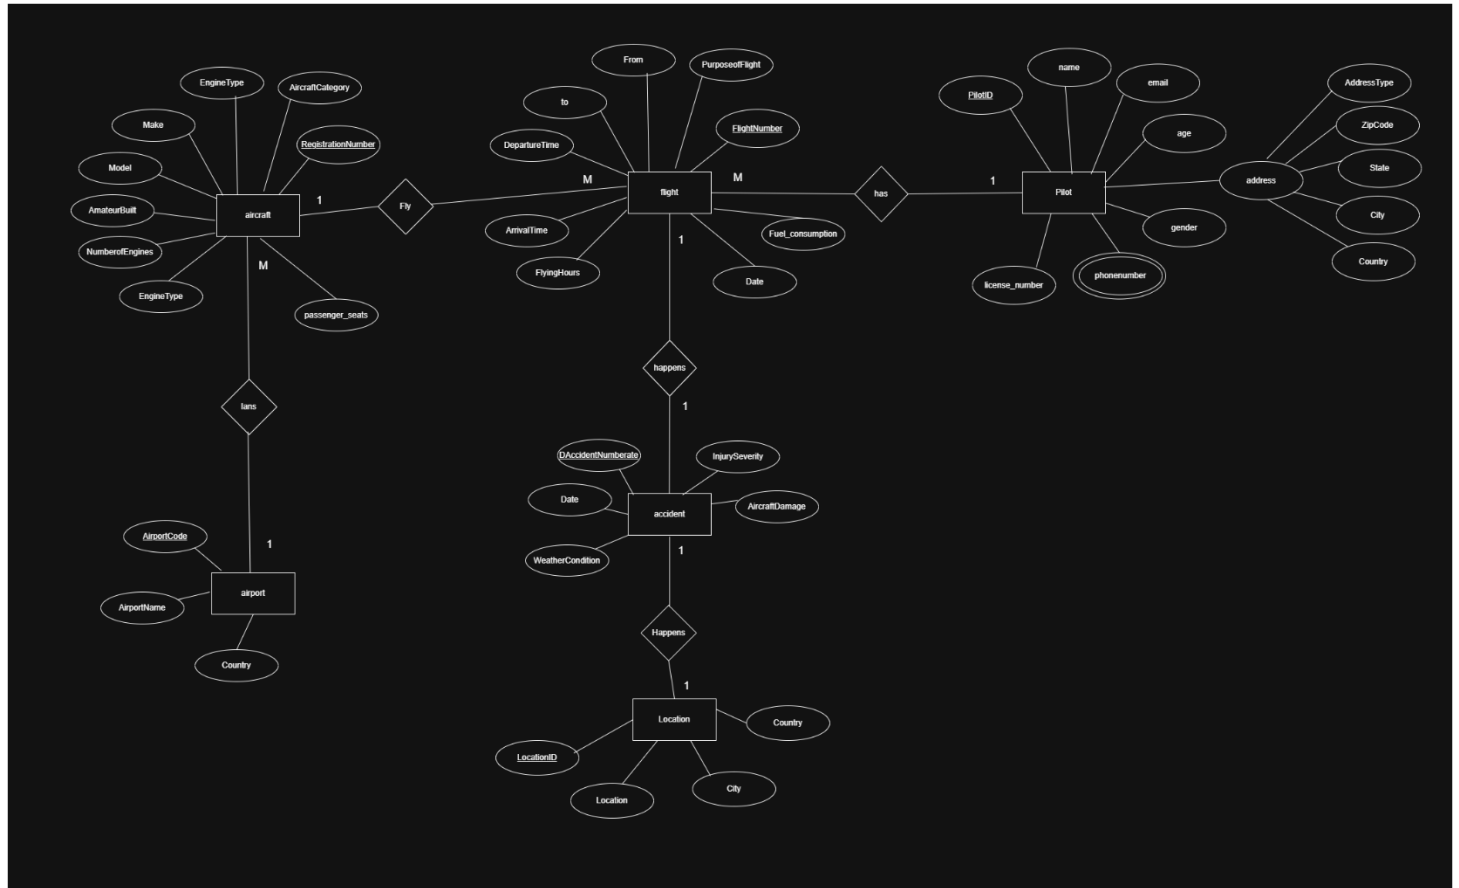 From
PurposeofFlight
name
EngineType
AircraftCategory
PilotID
email
AddressType
to
Make
FlightNumber
ZipCode
age
DepartureTime
RegistrationNumber
State
Model
M
M
1
flight
has
Pilot
address
1
Fly
AmateurBuilt
aircraft
City
ArrivalTime
Fuel_consumption
gender
1
NumberofEngines
M
Country
FlyingHours
Date
license_number
phonenumber
EngineType
passenger_seats
happens
lans
1
DAccidentNumberate
InjurySeverity
Date
accident
AircraftDamage
AirportCode
1
1
WeatherCondition
airport
AirportName
Happens
Country
1
Location
Country
LocationID
City
Location